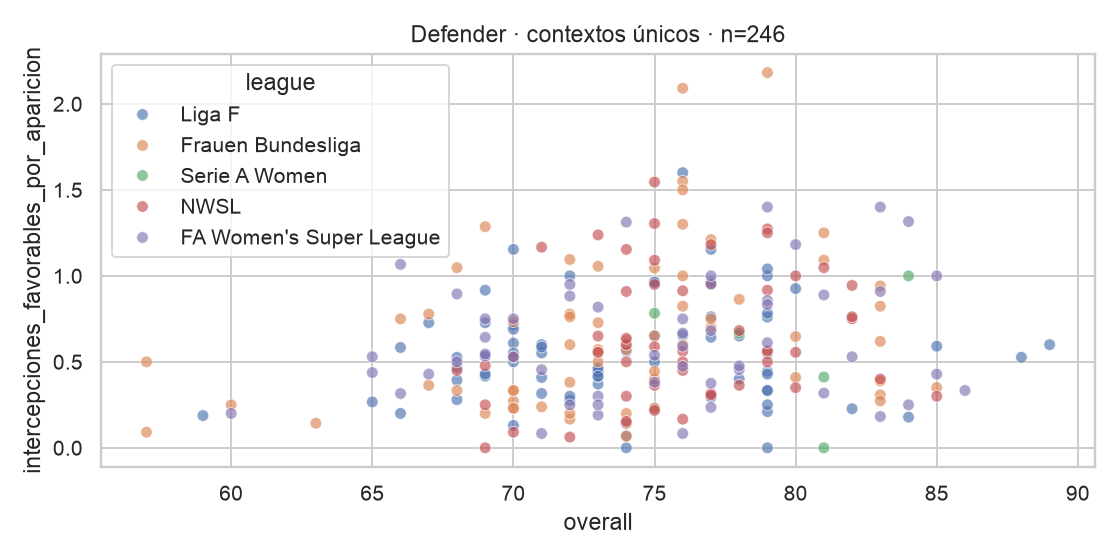 Defender · contextos únicos · n=246
intercepciones_favorables_por_aparicion
2.0
1.5
1.0
0.5
0.0
league
Liga F
Frauen Bundesliga
Serie A Women
NWSL
FA Women's Super League
60 65 70 75 80 85 90
overall